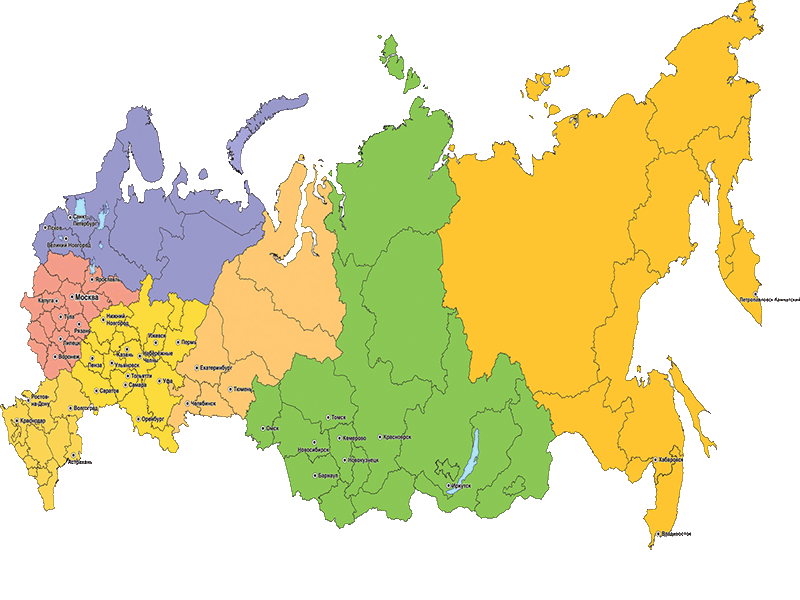 Санкт-
Петербург
Псков
Великий Новгород
Ярославль
Москва
Калуга
Тула
Рязань
Липецк
Воронеж
Нижний
Новгород
Ижевск
Пермь
Казань
Набережные
Челны
Пенза
Ульяновск
Тольятти
Самара
Уфа
Саратов
Оренбург
Екатеринбург
Тюмень
Челябинск
Ростов-
на-Дону
Волгоград
Краснодар
Астрахань
Омск
Томск
Кемерово
Красноярск
Новосибирск
Новокузнецк
Барнаул
Иркутск
Петропавловск-Камчатский
Хабаровск
Владивосток